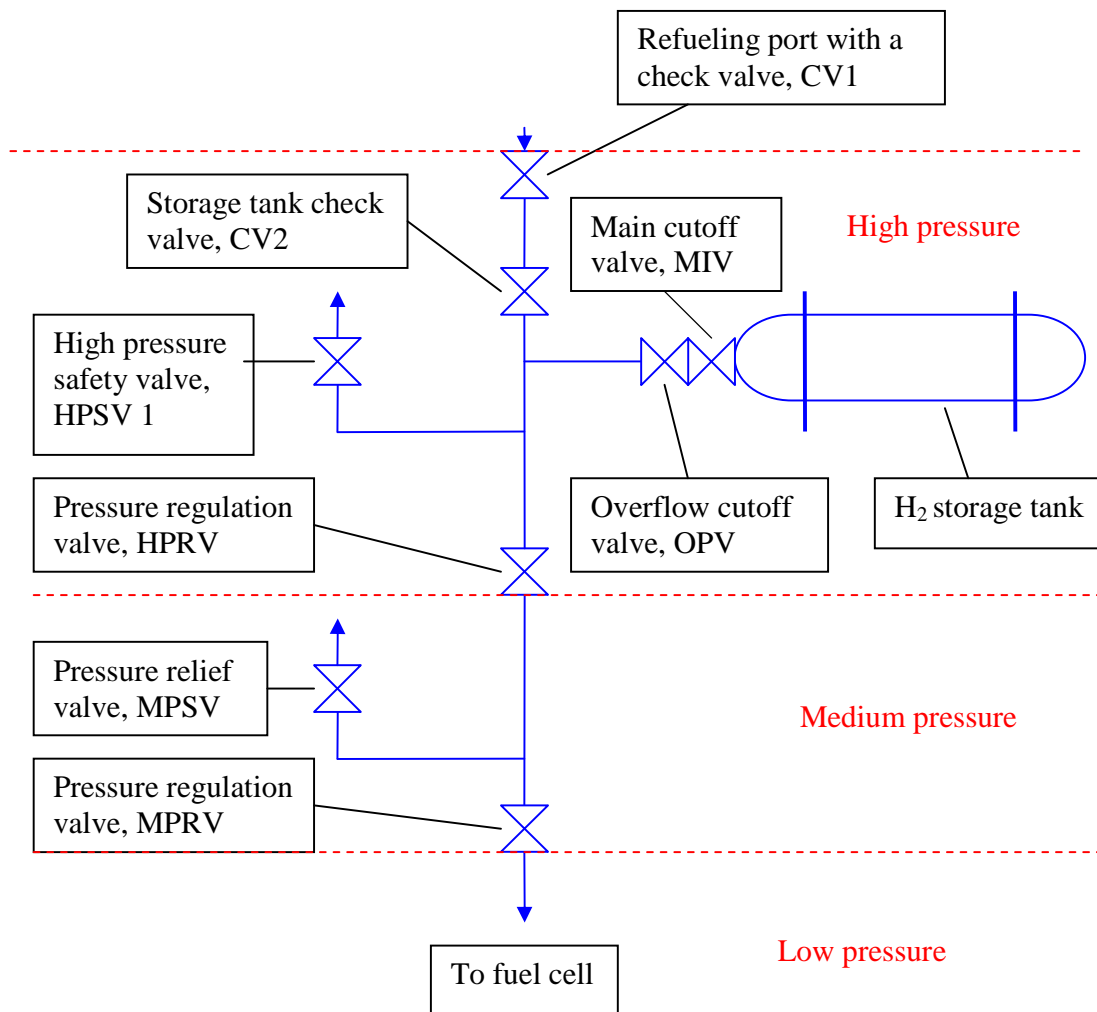 Refueling port with a
check valve, CV1
Storage tank check
valve, CV2
Main cutoff
valve, MIV
High pressure
High pressure
safety valve,
HPSV 1
Pressure regulation
valve, HPRV
Overflow cutoff
valve, OPV
H2 storage tank
Pressure relief
valve, MPSV
Medium pressure
Pressure regulation
valve, MPRV
To fuel cell
Low pressure